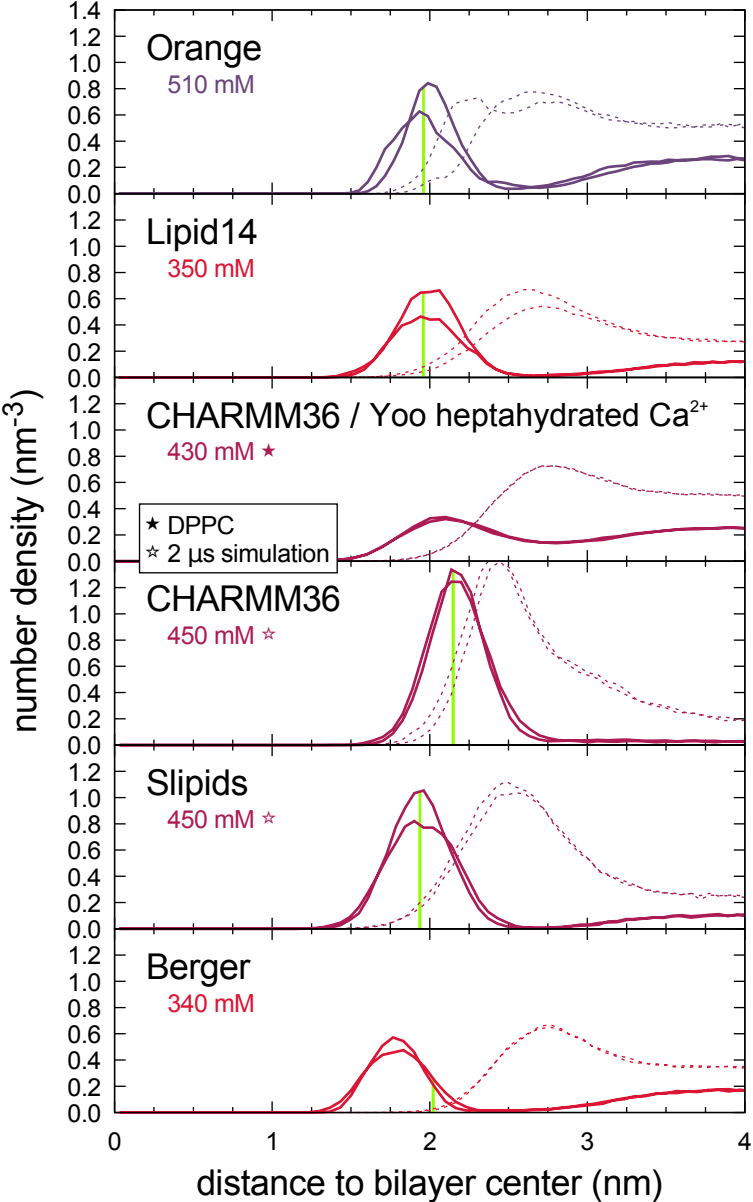 1.4
1.2
1.0
0.8
0.6
0.4
0.2
0.0
Orange
510 mM
1.2
1.0
0.8
0.6
0.4
0.2
0.0
Lipid14
350 mM
1.2
1.0
0.8
0.6
0.4
0.2
0.0
CHARMM36 / Yoo heptahydrated Ca²⁺
430 mM ★
★ DPPC
☆ 2 µs simulation
1.2
1.0
0.8
0.6
0.4
0.2
0.0
CHARMM36
450 mM ☆
1.2
1.0
0.8
0.6
0.4
0.2
0.0
Slipids
450 mM ☆
1.2
1.0
0.8
0.6
0.4
0.2
0.0
Berger
340 mM
number density (nm⁻³)
0 1 2 3 4
distance to bilayer center (nm)